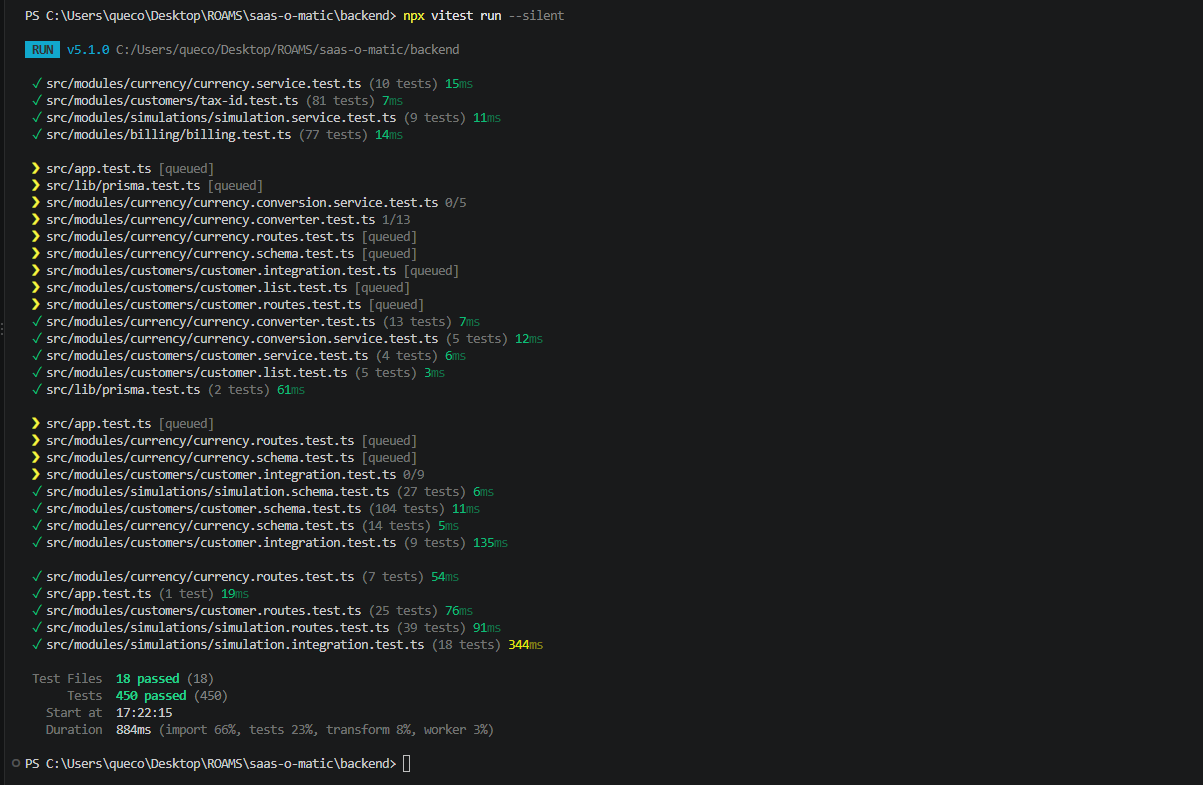 PS C:\Users\queco\Desktop\ROAMS\saas-o-matic\backend> npx vitest run --silent
RUN v5.1.0 C:/Users/queco/Desktop/ROAMS/saas-o-matic/backend
✓ src/modules/currency/currency.service.test.ts (10 tests) 15ms
✓ src/modules/customers/tax-id.test.ts (81 tests) 7ms
✓ src/modules/simulations/simulation.service.test.ts (9 tests) 11ms
✓ src/modules/billing/billing.test.ts (77 tests) 14ms
❯ src/app.test.ts [queued]
❯ src/lib/prisma.test.ts [queued]
❯ src/modules/currency/currency.conversion.service.test.ts 0/5
❯ src/modules/currency/currency.converter.test.ts 1/13
❯ src/modules/currency/currency.routes.test.ts [queued]
❯ src/modules/currency/currency.schema.test.ts [queued]
❯ src/modules/customers/customer.integration.test.ts [queued]
❯ src/modules/customers/customer.list.test.ts [queued]
❯ src/modules/customers/customer.routes.test.ts [queued]
✓ src/modules/currency/currency.converter.test.ts (13 tests) 7ms
✓ src/modules/currency/currency.conversion.service.test.ts (5 tests) 12ms
✓ src/modules/customers/customer.service.test.ts (4 tests) 6ms
✓ src/modules/customers/customer.list.test.ts (5 tests) 3ms
✓ src/lib/prisma.test.ts (2 tests) 61ms
❯ src/app.test.ts [queued]
❯ src/modules/currency/currency.routes.test.ts [queued]
❯ src/modules/currency/currency.schema.test.ts [queued]
❯ src/modules/customers/customer.integration.test.ts 0/9
✓ src/modules/simulations/simulation.schema.test.ts (27 tests) 6ms
✓ src/modules/customers/customer.schema.test.ts (104 tests) 11ms
✓ src/modules/currency/currency.schema.test.ts (14 tests) 5ms
✓ src/modules/customers/customer.integration.test.ts (9 tests) 135ms
✓ src/modules/currency/currency.routes.test.ts (7 tests) 54ms
✓ src/app.test.ts (1 test) 19ms
✓ src/modules/customers/customer.routes.test.ts (25 tests) 76ms
✓ src/modules/simulations/simulation.routes.test.ts (39 tests) 91ms
✓ src/modules/simulations/simulation.integration.test.ts (18 tests) 344ms
Test Files 18 passed (18)
Tests 450 passed (450)
Start at 17:22:15
Duration 884ms (import 66%, tests 23%, transform 8%, worker 3%)
PS C:\Users\queco\Desktop\ROAMS\saas-o-matic\backend>